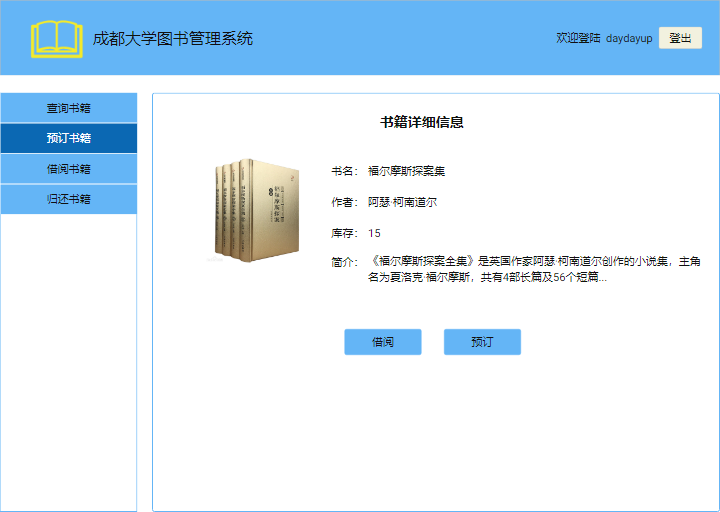 成都大学图书管理系统
欢迎登陆 daydayup 登出
查询书籍
预订书籍
借阅书籍
归还书籍
书籍详细信息
书名： 福尔摩斯探案集
作者： 阿瑟·柯南道尔
库存： 15
简介： 《福尔摩斯探案全集》是英国作家阿瑟·柯南道尔创作的小说集，主角
名为夏洛克·福尔摩斯，共有4部长篇及56个短篇...
借阅 预订